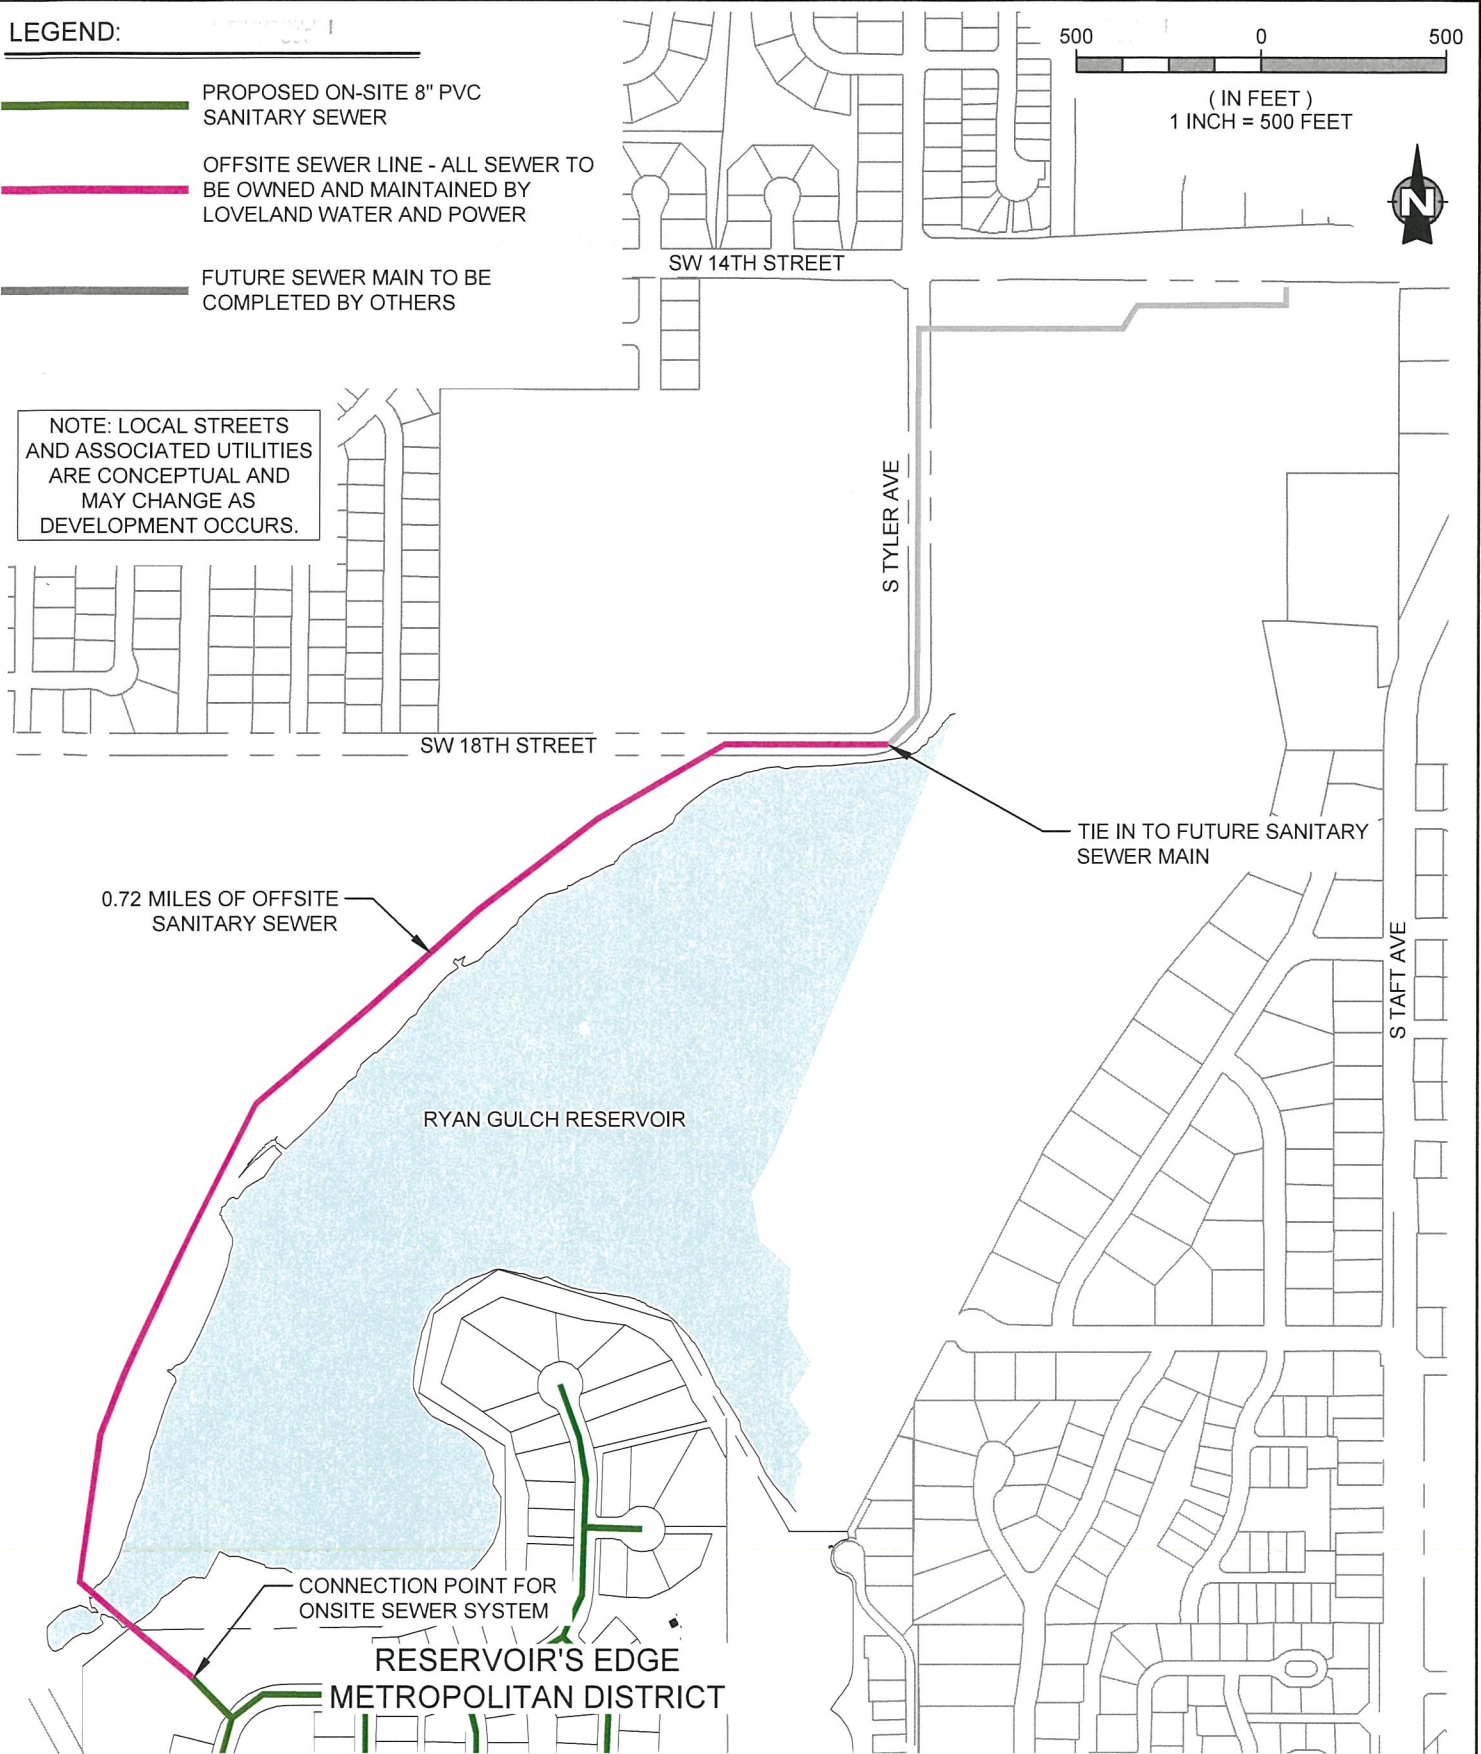 LEGEND:
PROPOSED ON-SITE 8" PVC
SANITARY SEWER
OFFSITE SEWER LINE - ALL SEWER TO
BE OWNED AND MAINTAINED BY
LOVELAND WATER AND POWER
FUTURE SEWER MAIN TO BE
COMPLETED BY OTHERS
500 0 500
( IN FEET )
1 INCH = 500 FEET
N
NOTE: LOCAL STREETS
AND ASSOCIATED UTILITIES
ARE CONCEPTUAL AND
MAY CHANGE AS
DEVELOPMENT OCCURS.
SW 14TH STREET
S TYLER AVE
SW 18TH STREET
TIE IN TO FUTURE SANITARY
SEWER MAIN
0.72 MILES OF OFFSITE
SANITARY SEWER
S TAFT AVE
RYAN GULCH RESERVOIR
CONNECTION POINT FOR
ONSITE SEWER SYSTEM
RESERVOIR'S EDGE
METROPOLITAN DISTRICT